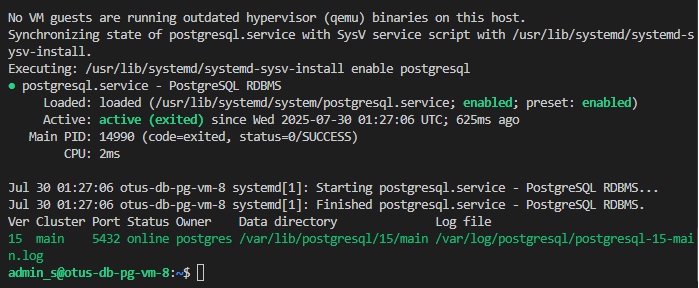 No VM guests are running outdated hypervisor (qemu) binaries on this host.
Synchronizing state of postgresql.service with SysV service script with /usr/lib/systemd/systemd-s
ysv-install.
Executing: /usr/lib/systemd/systemd-sysv-install enable postgresql
● postgresql.service - PostgreSQL RDBMS
     Loaded: loaded (/usr/lib/systemd/system/postgresql.service; enabled; preset: enabled)
     Active: active (exited) since Wed 2025-07-30 01:27:06 UTC; 625ms ago
   Main PID: 14990 (code=exited, status=0/SUCCESS)
        CPU: 2ms

Jul 30 01:27:06 otus-db-pg-vm-8 systemd[1]: Starting postgresql.service - PostgreSQL RDBMS...
Jul 30 01:27:06 otus-db-pg-vm-8 systemd[1]: Finished postgresql.service - PostgreSQL RDBMS.
Ver Cluster Port Status Owner    Data directory              Log file
15  main    5432 online postgres /var/lib/postgresql/15/main /var/log/postgresql/postgresql-15-mai
n.log
admin_s@otus-db-pg-vm-8:~$